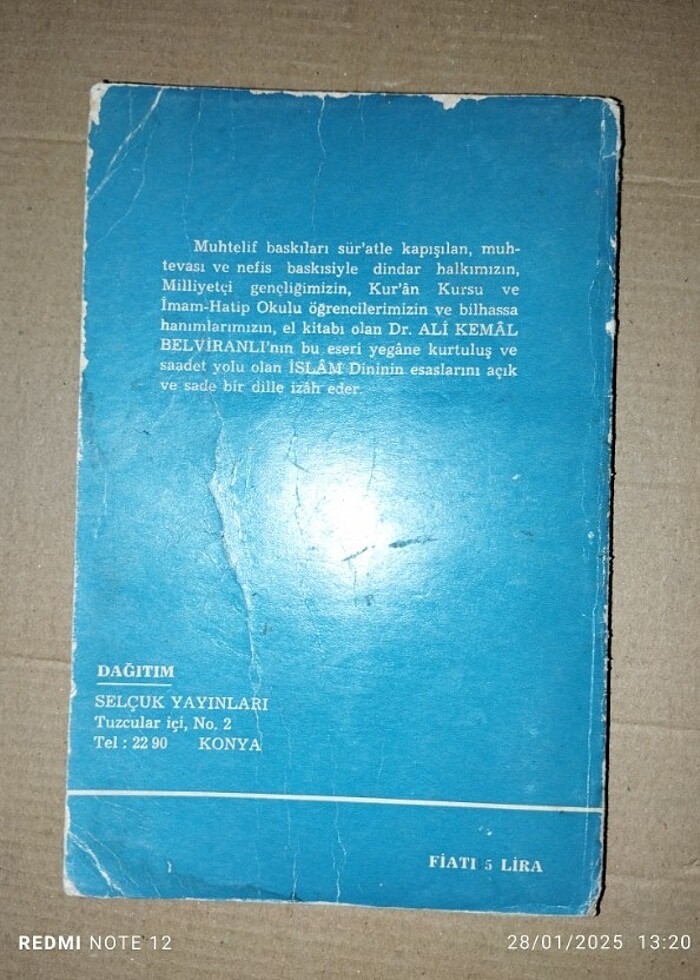 Muhtelif baskıları sür'atle kapışılan, muh-
tevası ve nefis baskısiyle dindar halkımızın,
Milliyetçi gençliğimizin, Kur'ân Kursu ve
İmam-Hatip Okulu öğrencilerimizin ve bilhassa
hanımlarımızın, el kitabı olan Dr. ALİ KEMÂL
BELVİRANLI'nın bu eseri yegâne kurtuluş ve
saadet yolu olan İSLÂM Dininin esaslarını açık
ve sade bir dille izâh eder.
DAĞITIM
SELÇUK YAYINLARI
Tuzcular içi, No. 2
Tel : 22 90 KONYA
FİATI 5 LİRA
REDMI NOTE 12
28/01/2025 13:20